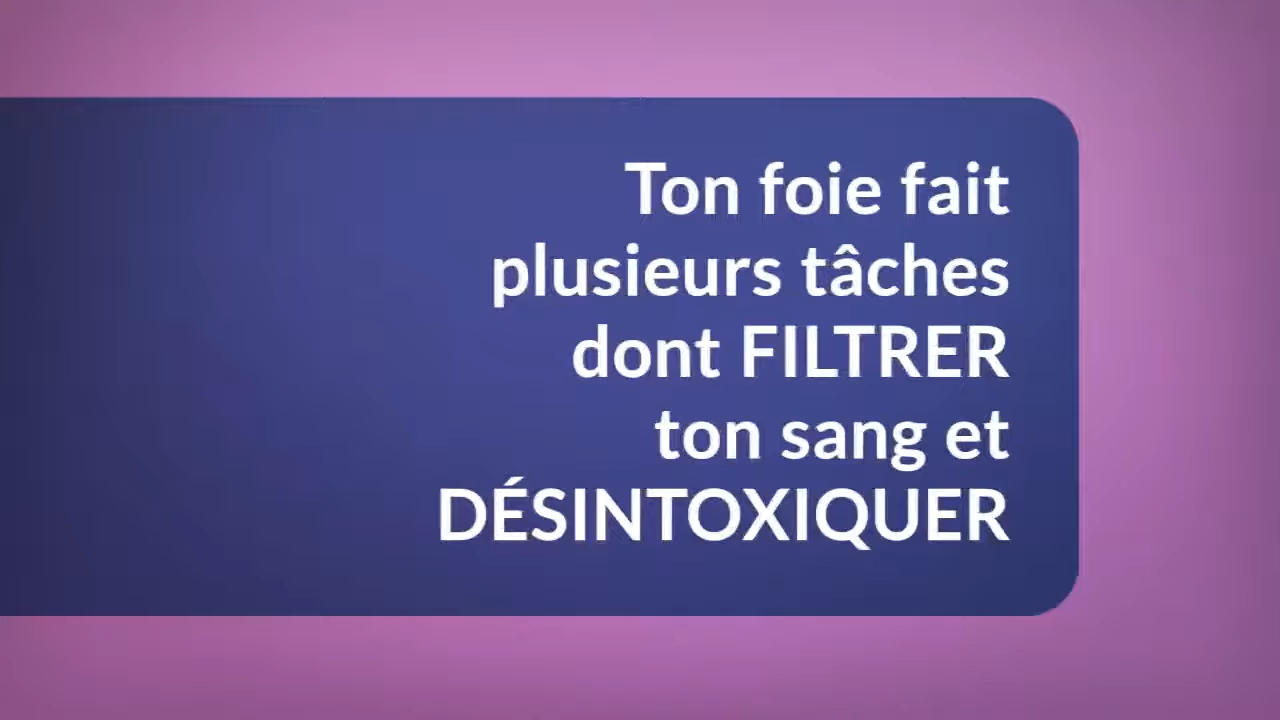 Ton foie fait
plusieurs tâches
dont FILTRER
ton sang et
DÉSINTOXIQUER